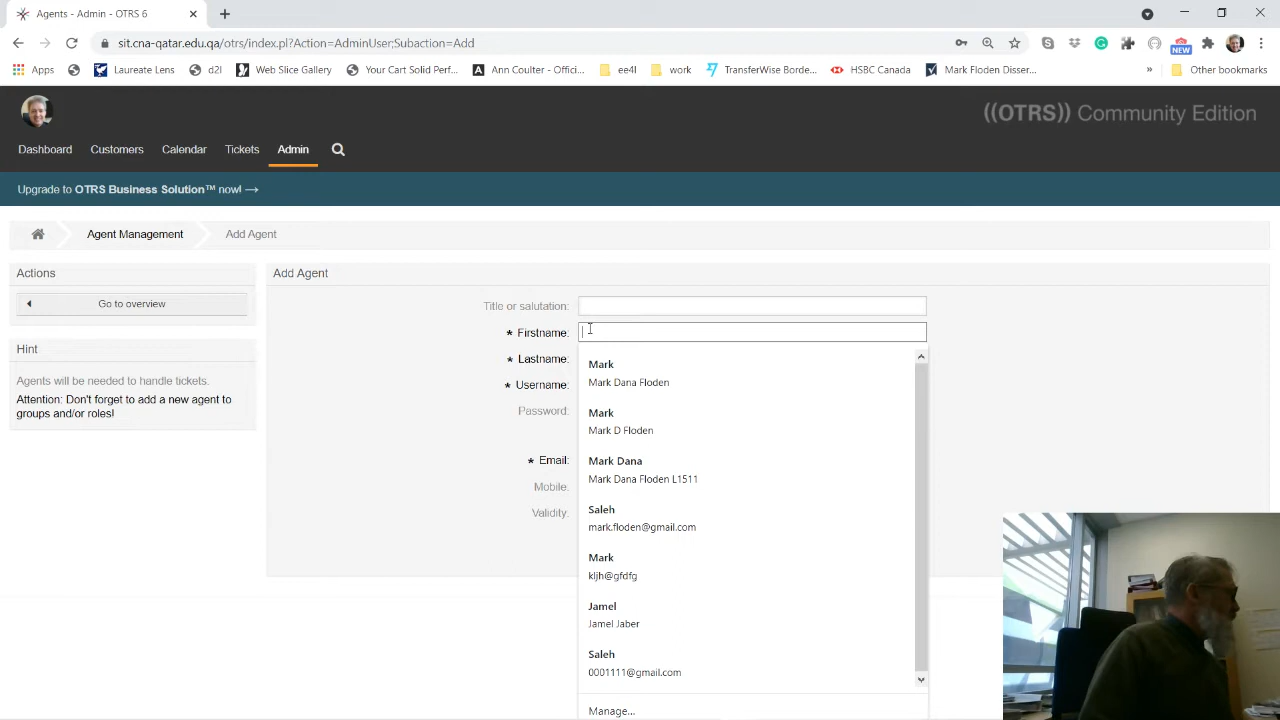 Agents - Admin - OTRS 6
sit.cna-qatar.edu.qa/otrs/index.pl?Action=AdminUser;Subaction=Add
NEW
Apps
Laureate Lens
d2l
Web Slice Gallery
Your Cart Solid Perf...
Ann Coulter - Offici...
ee4l
work
TransferWise Borde...
HSBC Canada
Mark Floden Disser...
»
Other bookmarks
((OTRS)) Community Edition
Dashboard
Customers
Calendar
Tickets
Admin
Upgrade to OTRS Business Solution™ now! →
Agent Management
Add Agent
Actions
Go to overview
Hint
Agents will be needed to handle tickets.
Attention: Don't forget to add a new agent to
groups and/or roles!
Add Agent
Title or salutation:
* Firstname:
* Lastname:
* Username:
Password:
* Email:
Mobile:
Validity:
Mark
Mark Dana Floden
Mark
Mark D Floden
Mark Dana
Mark Dana Floden L1511
Saleh
mark.floden@gmail.com
Mark
kljh@gfdfg
Jamel
Jamel Jaber
Saleh
0001111@gmail.com
Manage...